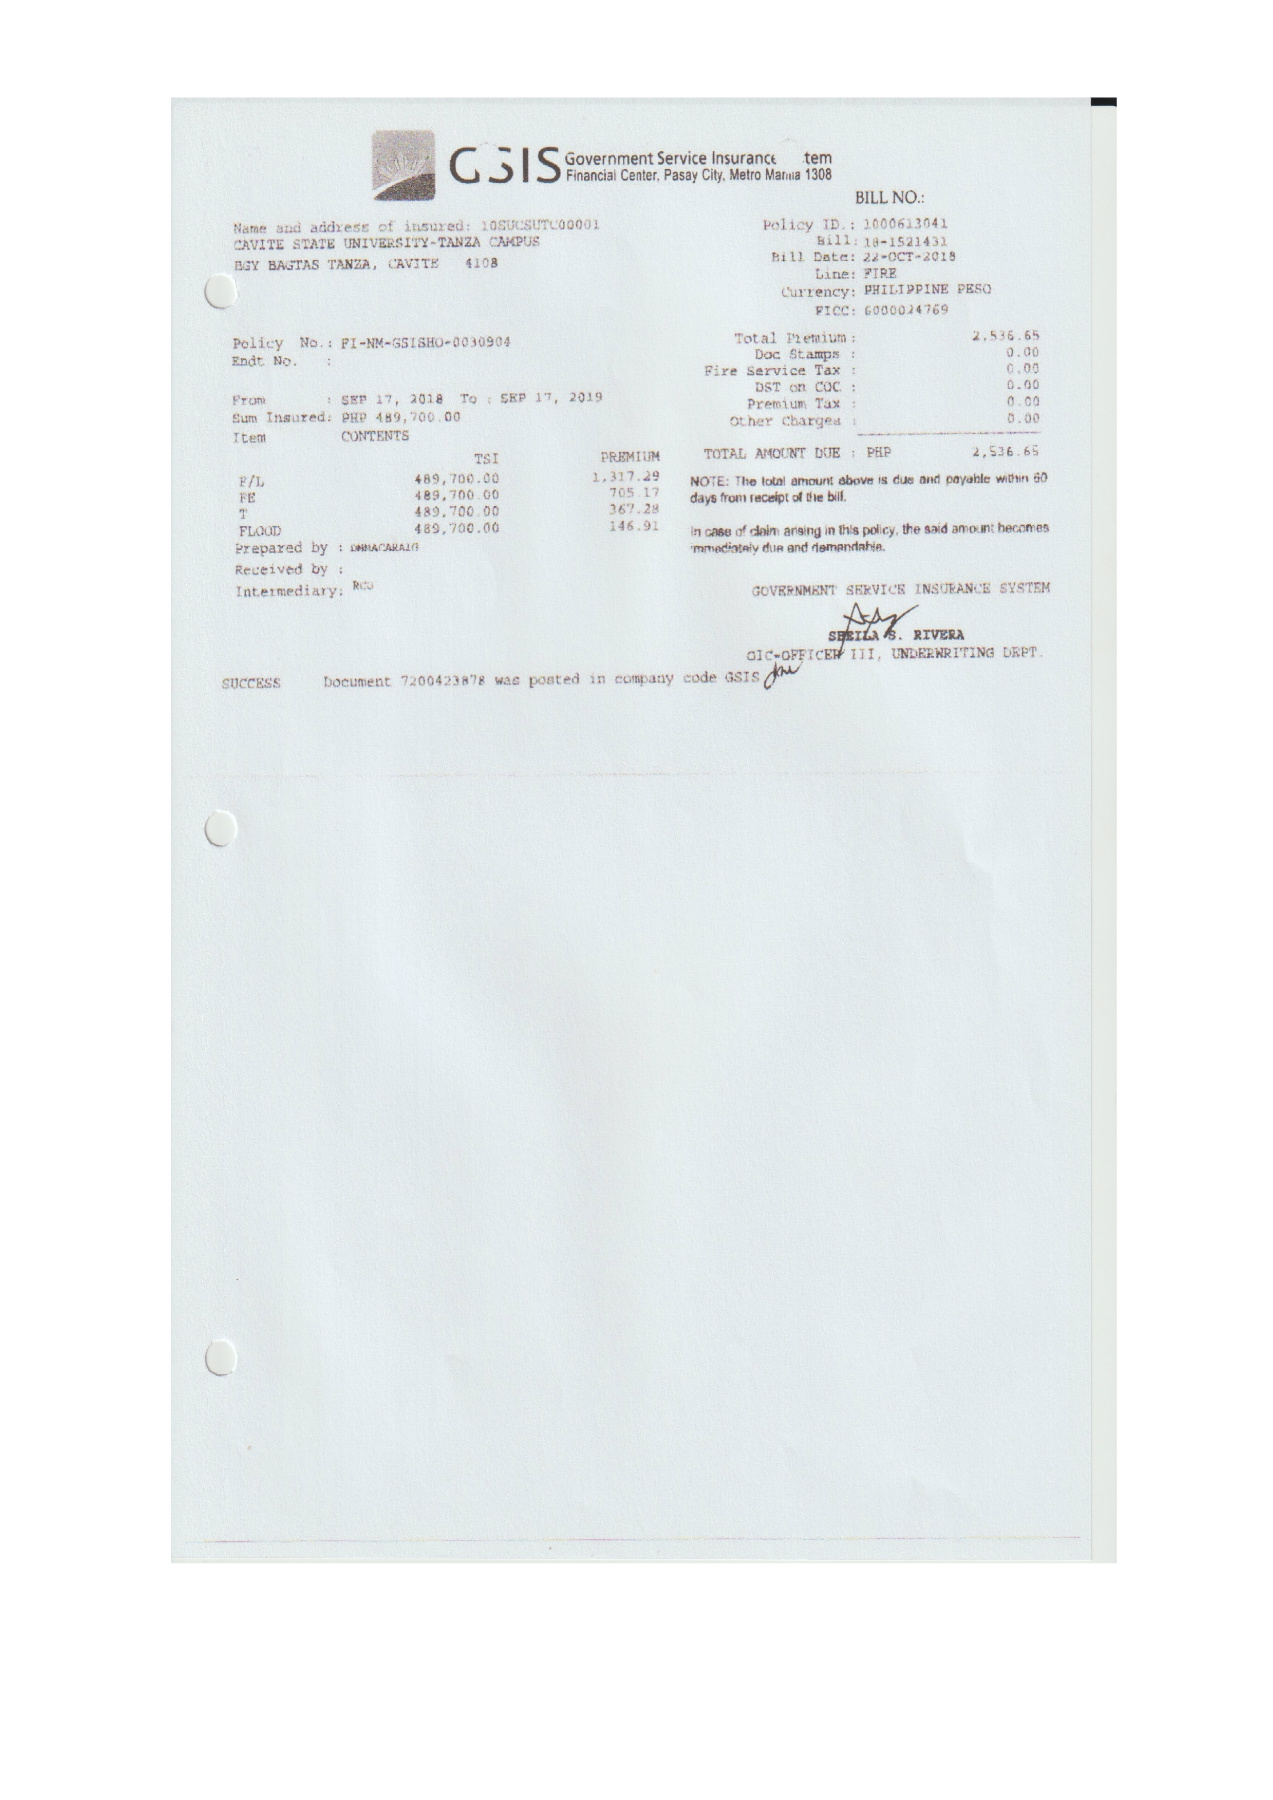 GSIS Government Service Insurance tem
Financial Center, Pasay City, Metro Manila 1308
BILL NO.:
Name and address of insured: 10SUCSUTC00001
CAVITE STATE UNIVERSITY-TANZA CAMPUS
BGY BAGTAS TANZA, CAVITE 4108
Policy ID.: 1000613041
Bill: 18-1521431
Bill Date: 22-OCT-2018
Line: FIRE
Currency: PHILIPPINE PESO
FICC: 6000024769
Policy No.: FI-NM-GSISHO-0030904
Endt No. :
From : SEP 17, 2018 To : SEP 17, 2019
Sum Insured: PHP 489,700.00
Item CONTENTS
TSI PREMIUM
F/L 489,700.00 1,317.29
FE 489,700.00 705.17
T 489,700.00 367.28
FLOOD 489,700.00 146.91
Prepared by : DMMACARAIG
Received by :
Intermediary: RCO
Total Premium : 2,536.65
Doc Stamps : 0.00
Fire Service Tax : 0.00
DST on COC : 0.00
Premium Tax : 0.00
Other Charges : 0.00
TOTAL AMOUNT DUE : PHP 2,536.65
NOTE: The total amount above is due and payable within 60
days from receipt of the bill.
In case of claim arising in this policy, the said amount becomes
immediately due and demandable.
GOVERNMENT SERVICE INSURANCE SYSTEM
SHEILA S. RIVERA
OIC-OFFICER III, UNDERWRITING DEPT.
SUCCESS Document 7200423878 was posted in company code GSIS